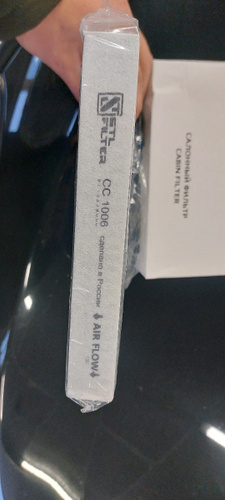 STL
FILTER
CC 1006
сделано в России
AIR FLOW
САЛОННЫЙ ФИЛЬТР
CABIN FILTER